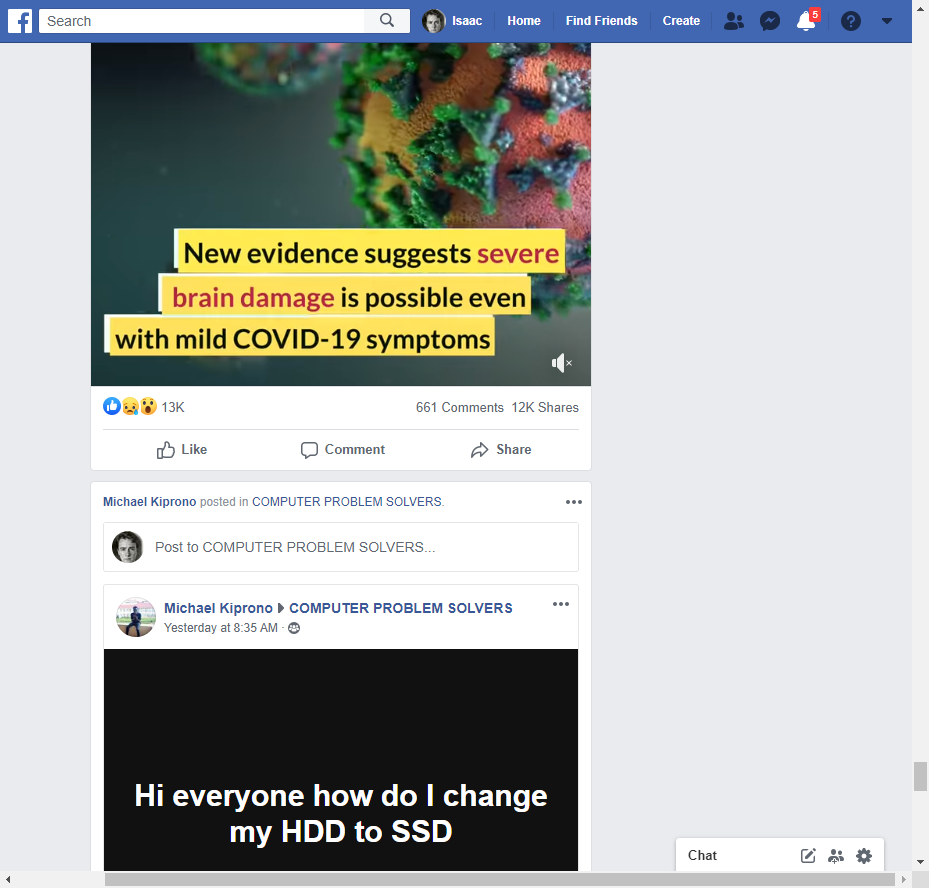 Search
Isaac
Home
Find Friends
Create
5
New evidence suggests severe
brain damage is possible even
with mild COVID-19 symptoms
13K
661 Comments 12K Shares
Like
Comment
Share
Michael Kiprono posted in COMPUTER PROBLEM SOLVERS.
Post to COMPUTER PROBLEM SOLVERS...
Michael Kiprono COMPUTER PROBLEM SOLVERS
Yesterday at 8:35 AM ·
Hi everyone how do I change
my HDD to SSD
Chat